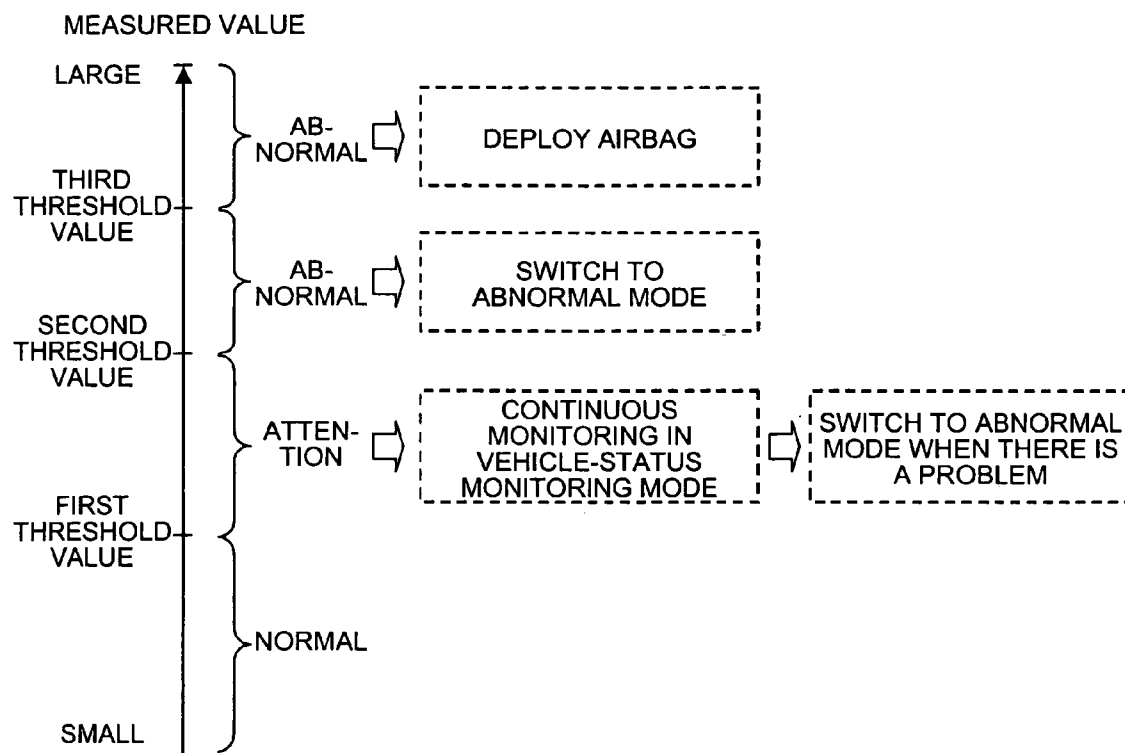 MEASURED VALUE
LARGE
AB-
NORMAL
DEPLOY AIRBAG
THIRD
THRESHOLD
VALUE
AB-
NORMAL
SWITCH TO
ABNORMAL MODE
SECOND
THRESHOLD
VALUE
ATTEN-
TION
CONTINUOUS
MONITORING IN
VEHICLE-STATUS
MONITORING MODE
SWITCH TO ABNORMAL
MODE WHEN THERE IS
A PROBLEM
FIRST
THRESHOLD
VALUE
NORMAL
SMALL